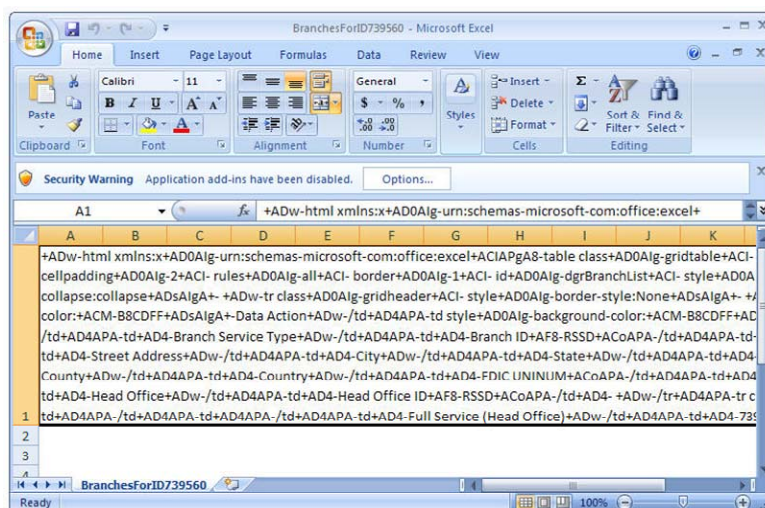 BranchesForID739560 - Microsoft Excel
Home Insert Page Layout Formulas Data Review View
Paste
Calibri 11
B I U A A
A
General
$ % ,
.00 .00
Styles
Insert
Delete
Format
Σ
Sort & Filter
Find & Select
Clipboard Font Alignment Number Cells Editing
Security Warning Application add-ins have been disabled. Options...
A1 fx +ADw-html xmlns:x+AD0AIg-urn:schemas-microsoft-com:office:excel+
A B C D E F G H I J K
+ADw-html xmlns:x+AD0AIg-urn:schemas-microsoft-com:office:excel+ACIAPgA8-table class+AD0AIg-gridtable+ACI-
cellpadding+AD0AIg-2+ACI- rules+AD0AIg-all+ACI- border+AD0AIg-1+ACI- id+AD0AIg-dgrBranchList+ACI- style+AD0A
collapse:collapse+ADsAIgA+- +ADw-tr class+AD0AIg-gridheader+ACI- style+AD0AIg-border-style:None+ADsAIgA+- +A
color:+ACM-B8CDFF+ADsAIgA+-Data Action+ADw-/td+AD4APA-td style+AD0AIg-background-color:+ACM-B8CDFF+AD
/td+AD4APA-td+AD4-Branch Service Type+ADw-/td+AD4APA-td+AD4-Branch ID+AF8-RSSD+ACoAPA-/td+AD4APA-td-
td+AD4-Street Address+ADw-/td+AD4APA-td+AD4-City+ADw-/td+AD4APA-td+AD4-State+ADw-/td+AD4APA-td+AD4-
County+ADw-/td+AD4APA-td+AD4-Country+ADw-/td+AD4APA-td+AD4-FDIC UNINUM+ACoAPA-/td+AD4APA-td+AD4
td+AD4-Head Office+ADw-/td+AD4APA-td+AD4-Head Office ID+AF8-RSSD+ACoAPA-/td+AD4- +ADw-/tr+AD4APA-tr c
1 td+AD4APA-/td+AD4APA-td+AD4APA-/td+AD4APA-td+AD4-Full Service (Head Office)+ADw-/td+AD4APA-td+AD4-739
2
3
4
BranchesForID739560
Ready 100%